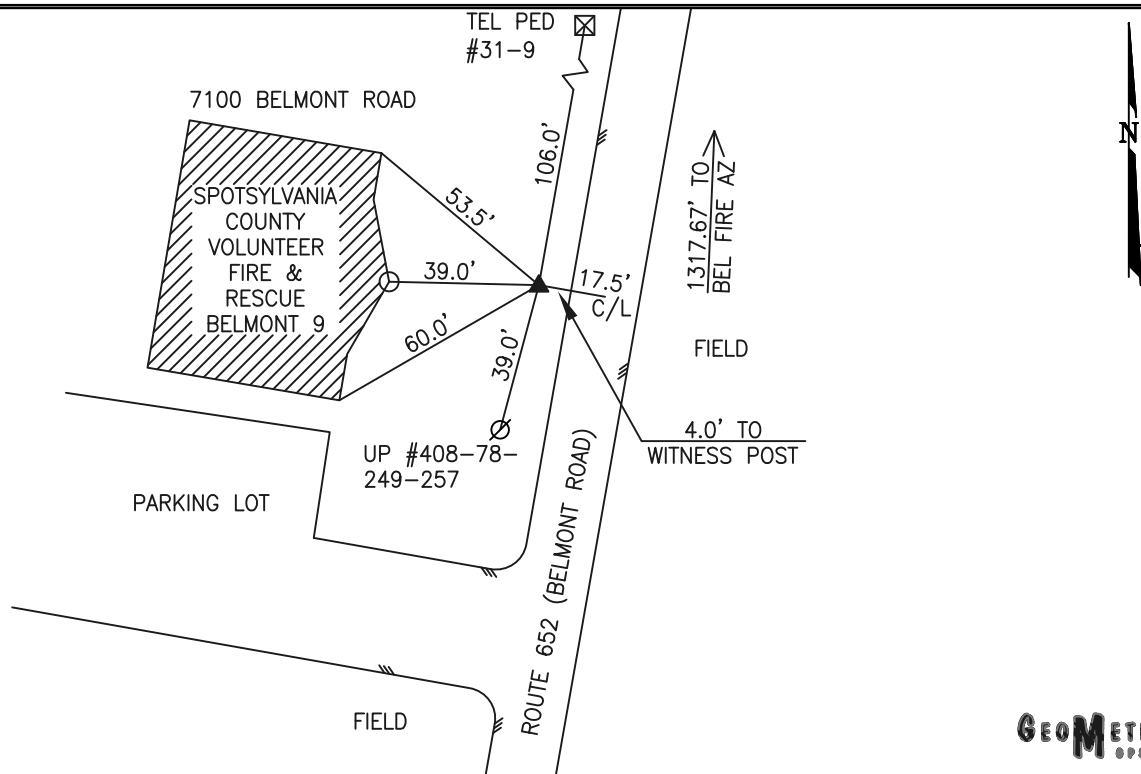 TEL PED
#31-9
7100 BELMONT ROAD
N
106.0'
53.5'
1317.67' TO
BEL FIRE AZ
SPOTSYLVANIA
COUNTY
VOLUNTEER
FIRE &
RESCUE
BELMONT 9
39.0'
17.5'
C/L
60.0'
39.0'
FIELD
4.0' TO
WITNESS POST
UP #408-78-
249-257
PARKING LOT
ROUTE 652 (BELMONT ROAD)
FIELD